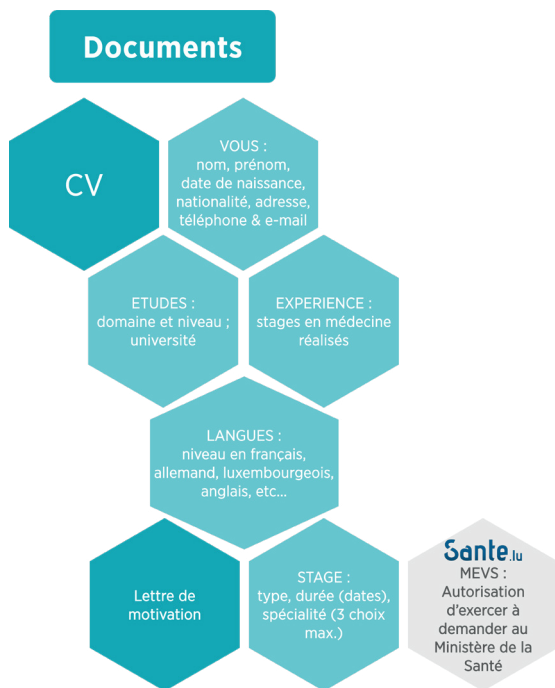 Documents
CV
VOUS :
nom, prénom,
date de naissance,
nationalité, adresse,
téléphone & e-mail
ETUDES :
domaine et niveau ;
université
EXPERIENCE :
stages en médecine
réalisés
LANGUES :
niveau en français,
allemand, luxembourgeois,
anglais, etc...
Lettre de
motivation
STAGE :
type, durée (dates),
spécialité (3 choix
max.)
Sante.lu
MEVS :
Autorisation
d'exercer à
demander au
Ministère de la
Santé